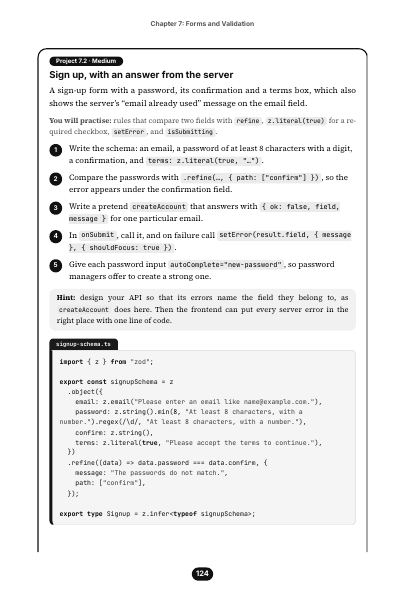 Chapter 7: Forms and Validation
Project 7.2 · Medium
Sign up, with an answer from the server
A sign-up form with a password, its confirmation and a terms box, which also
shows the server's “email already used” message on the email field.
You will practise: rules that compare two fields with refine, z.literal(true) for a re-
quired checkbox, setError, and isSubmitting.
1 Write the schema: an email, a password of at least 8 characters with a digit,
a confirmation, and terms: z.literal(true, "…").
2 Compare the passwords with .refine(…, { path: ["confirm"] }), so the
error appears under the confirmation field.
3 Write a pretend createAccount that answers with { ok: false, field,
message } for one particular email.
4 In onSubmit, call it, and on failure call setError(result.field, { message
}, { shouldFocus: true }).
5 Give each password input autoComplete="new-password", so password
managers offer to create a strong one.
Hint: design your API so that its errors name the field they belong to, as
createAccount does here. Then the frontend can put every server error in the
right place with one line of code.
signup-schema.ts
import { z } from "zod";
export const signupSchema = z
.object({
email: z.email("Please enter an email like name@example.com."),
password: z.string().min(8, "At least 8 characters, with a
number.").regex(/\d/, "At least 8 characters, with a number."),
confirm: z.string(),
terms: z.literal(true, "Please accept the terms to continue."),
})
.refine((data) => data.password === data.confirm, {
message: "The passwords do not match.",
path: ["confirm"],
});
export type Signup = z.infer<typeof signupSchema>;
124